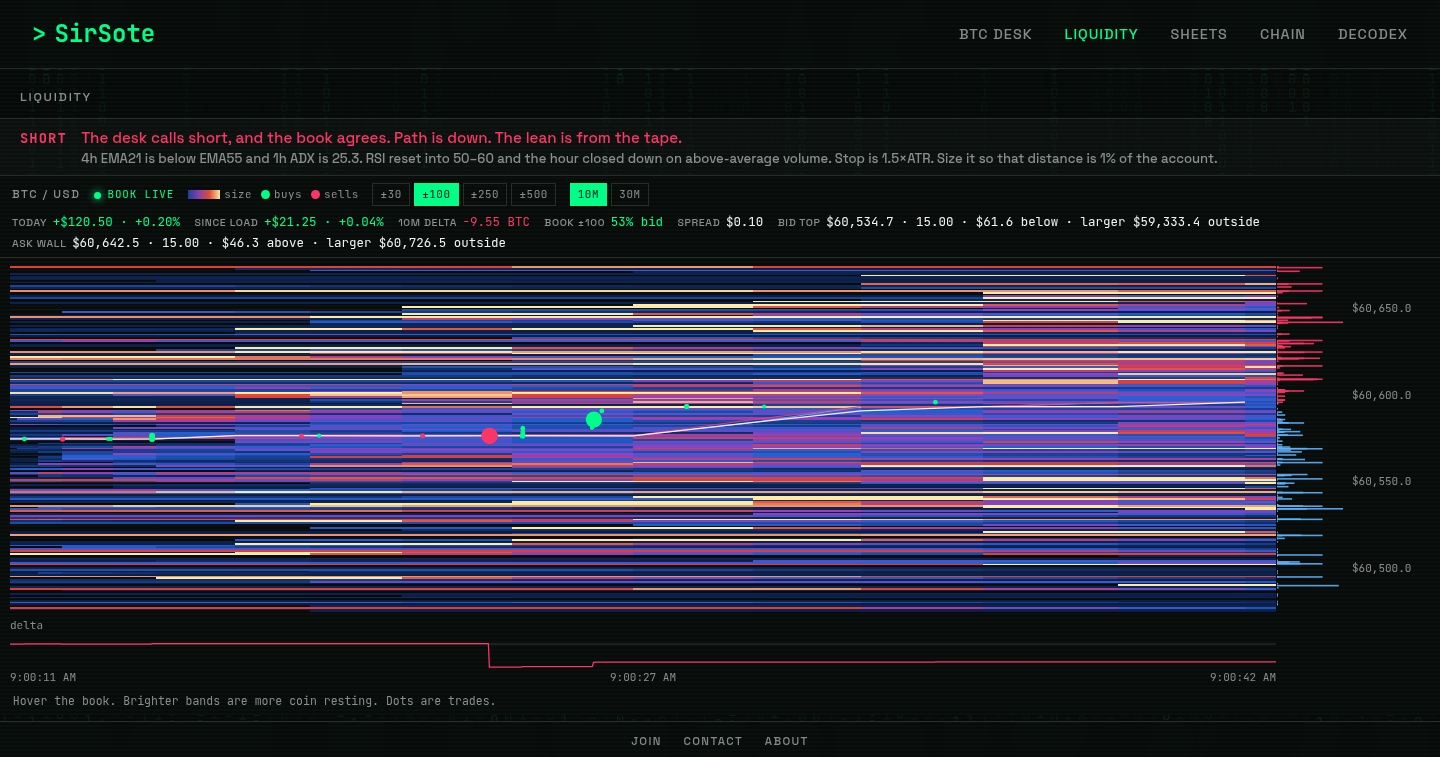 > SirSote
BTC DESK LIQUIDITY SHEETS CHAIN DECODEX
LIQUIDITY
SHORT The desk calls short, and the book agrees. Path is down. The lean is from the tape.
4h EMA21 is below EMA55 and 1h ADX is 25.3. RSI reset into 50–60 and the hour closed down on above-average volume. Stop is 1.5×ATR. Size it so that distance is 1% of the account.
BTC / USD BOOK LIVE size buys sells ±30 ±100 ±250 ±500 10M 30M
TODAY +$120.50 · +0.20% SINCE LOAD +$21.25 · +0.04% 10M DELTA -9.55 BTC BOOK ±100 53% bid SPREAD $0.10 BID TOP $60,534.7 · 15.00 · $61.6 below · larger $59,333.4 outside
ASK WALL $60,642.5 · 15.00 · $46.3 above · larger $60,726.5 outside
$60,650.0
$60,600.0
$60,550.0
$60,500.0
delta
9:00:11 AM 9:00:27 AM 9:00:42 AM
Hover the book. Brighter bands are more coin resting. Dots are trades.
JOIN CONTACT ABOUT